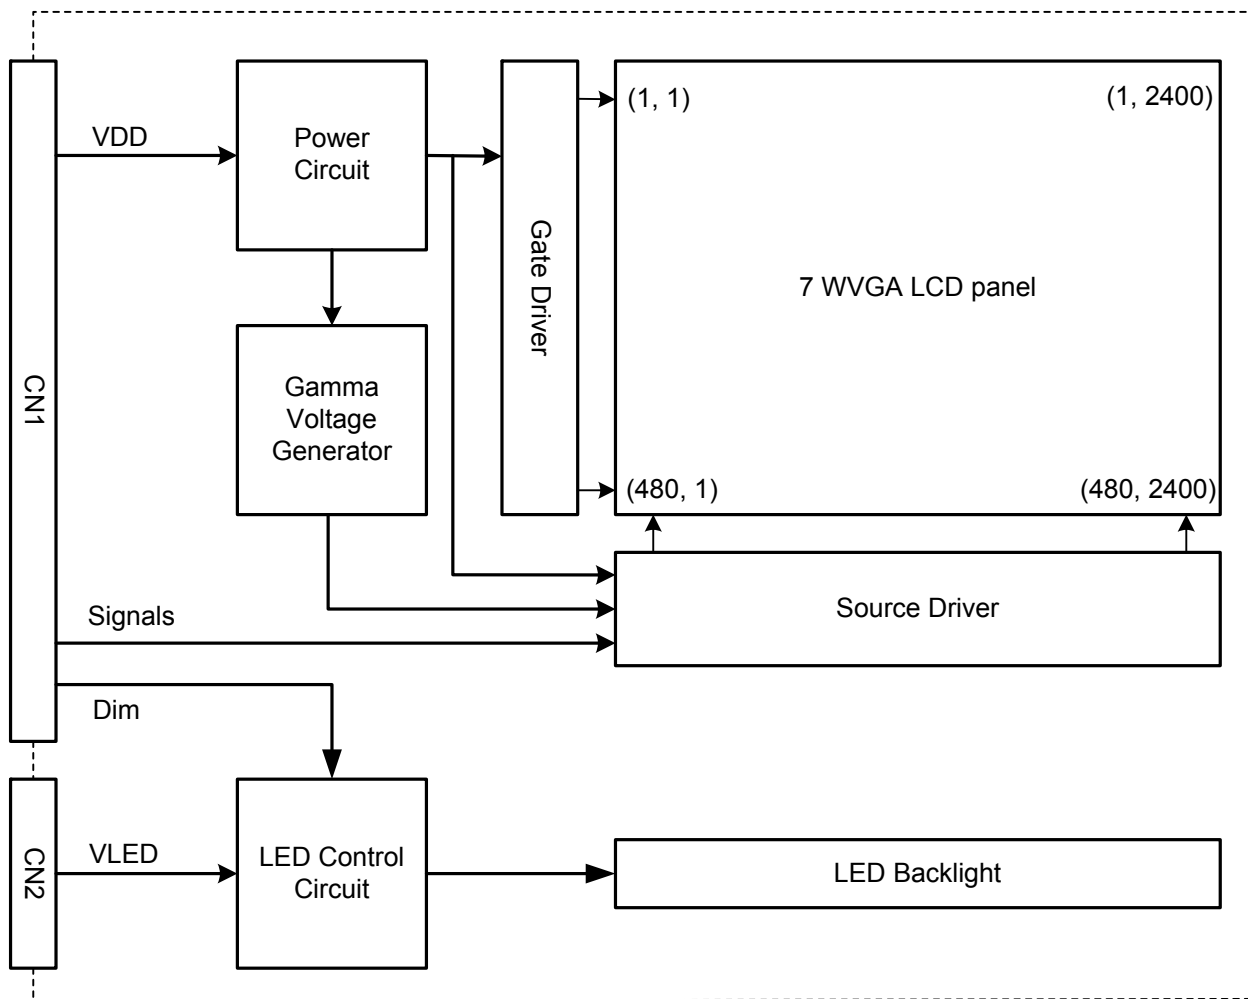 (1, 1)
(1, 2400)
VDD
Power
Circuit
Gate Driver
7 WVGA LCD panel
CN1
Gamma
Voltage
Generator
(480, 1)
(480, 2400)
Signals
Source Driver
Dim
CN2
VLED
LED Control
Circuit
LED Backlight